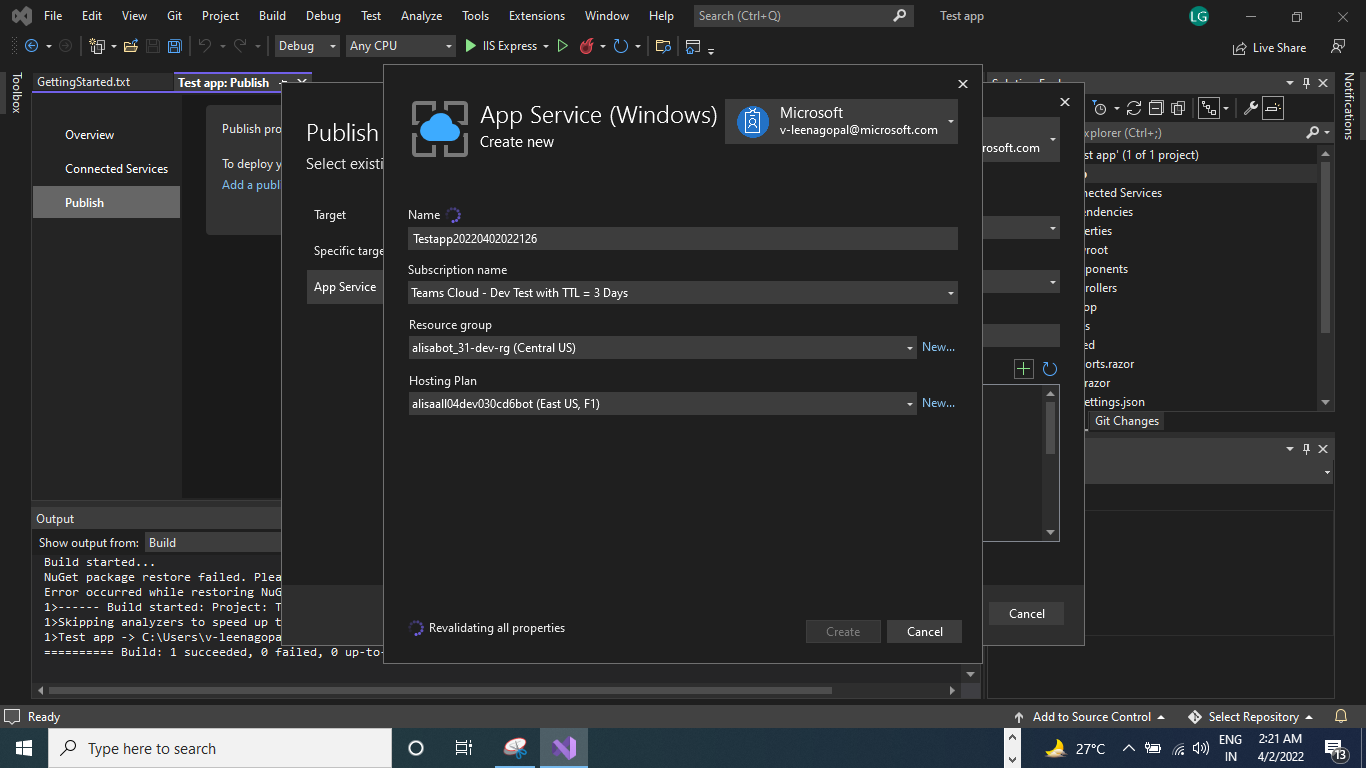 File Edit View Git Project Build Debug Test Analyze Tools Extensions Window Help Search (Ctrl+Q) Test app LG
Debug Any CPU IIS Express Live Share
Toolbox
GettingStarted.txt Test app: Publish
Overview
Connected Services
Publish
Publish pro
To deploy y
Add a publ
Publish
Select existi
Target
Specific targe
App Service
rosoft.com
Cancel
App Service (Windows)
Create new
Microsoft
v-leenagopal@microsoft.com
Name
Testapp20220402022126
Subscription name
Teams Cloud - Dev Test with TTL = 3 Days
Resource group
alisabot_31-dev-rg (Central US) New...
Hosting Plan
alisaall04dev030cd6bot (East US, F1) New...
Revalidating all properties
Create Cancel
Notifications
xplorer (Ctrl+;)
st app' (1 of 1 project)
nected Services
endencies
erties
root
ponents
rollers
op
s
ed
orts.razor
razor
ettings.json
Git Changes
Output
Show output from: Build
Build started...
NuGet package restore failed. Plea
Error occurred while restoring NuG
1>------ Build started: Project: T
1>Skipping analyzers to speed up t
1>Test app -> C:\Users\v-leenagopa
========== Build: 1 succeeded, 0 failed, 0 up-to-
Ready Add to Source Control Select Repository
Type here to search
27°C
ENG
IN
2:21 AM
4/2/2022
13